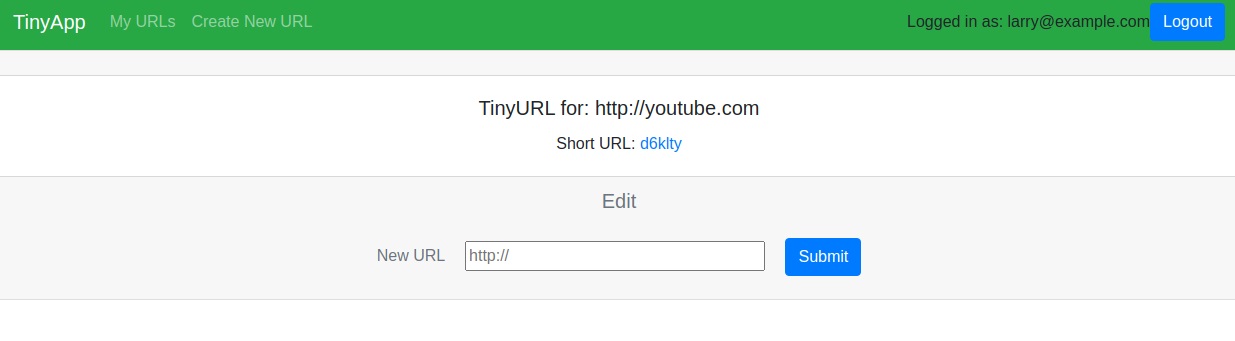 TinyApp My URLs Create New URL Logged in as: larry@example.com Logout
TinyURL for: http://youtube.com
Short URL: d6klty
Edit
New URL http:// Submit